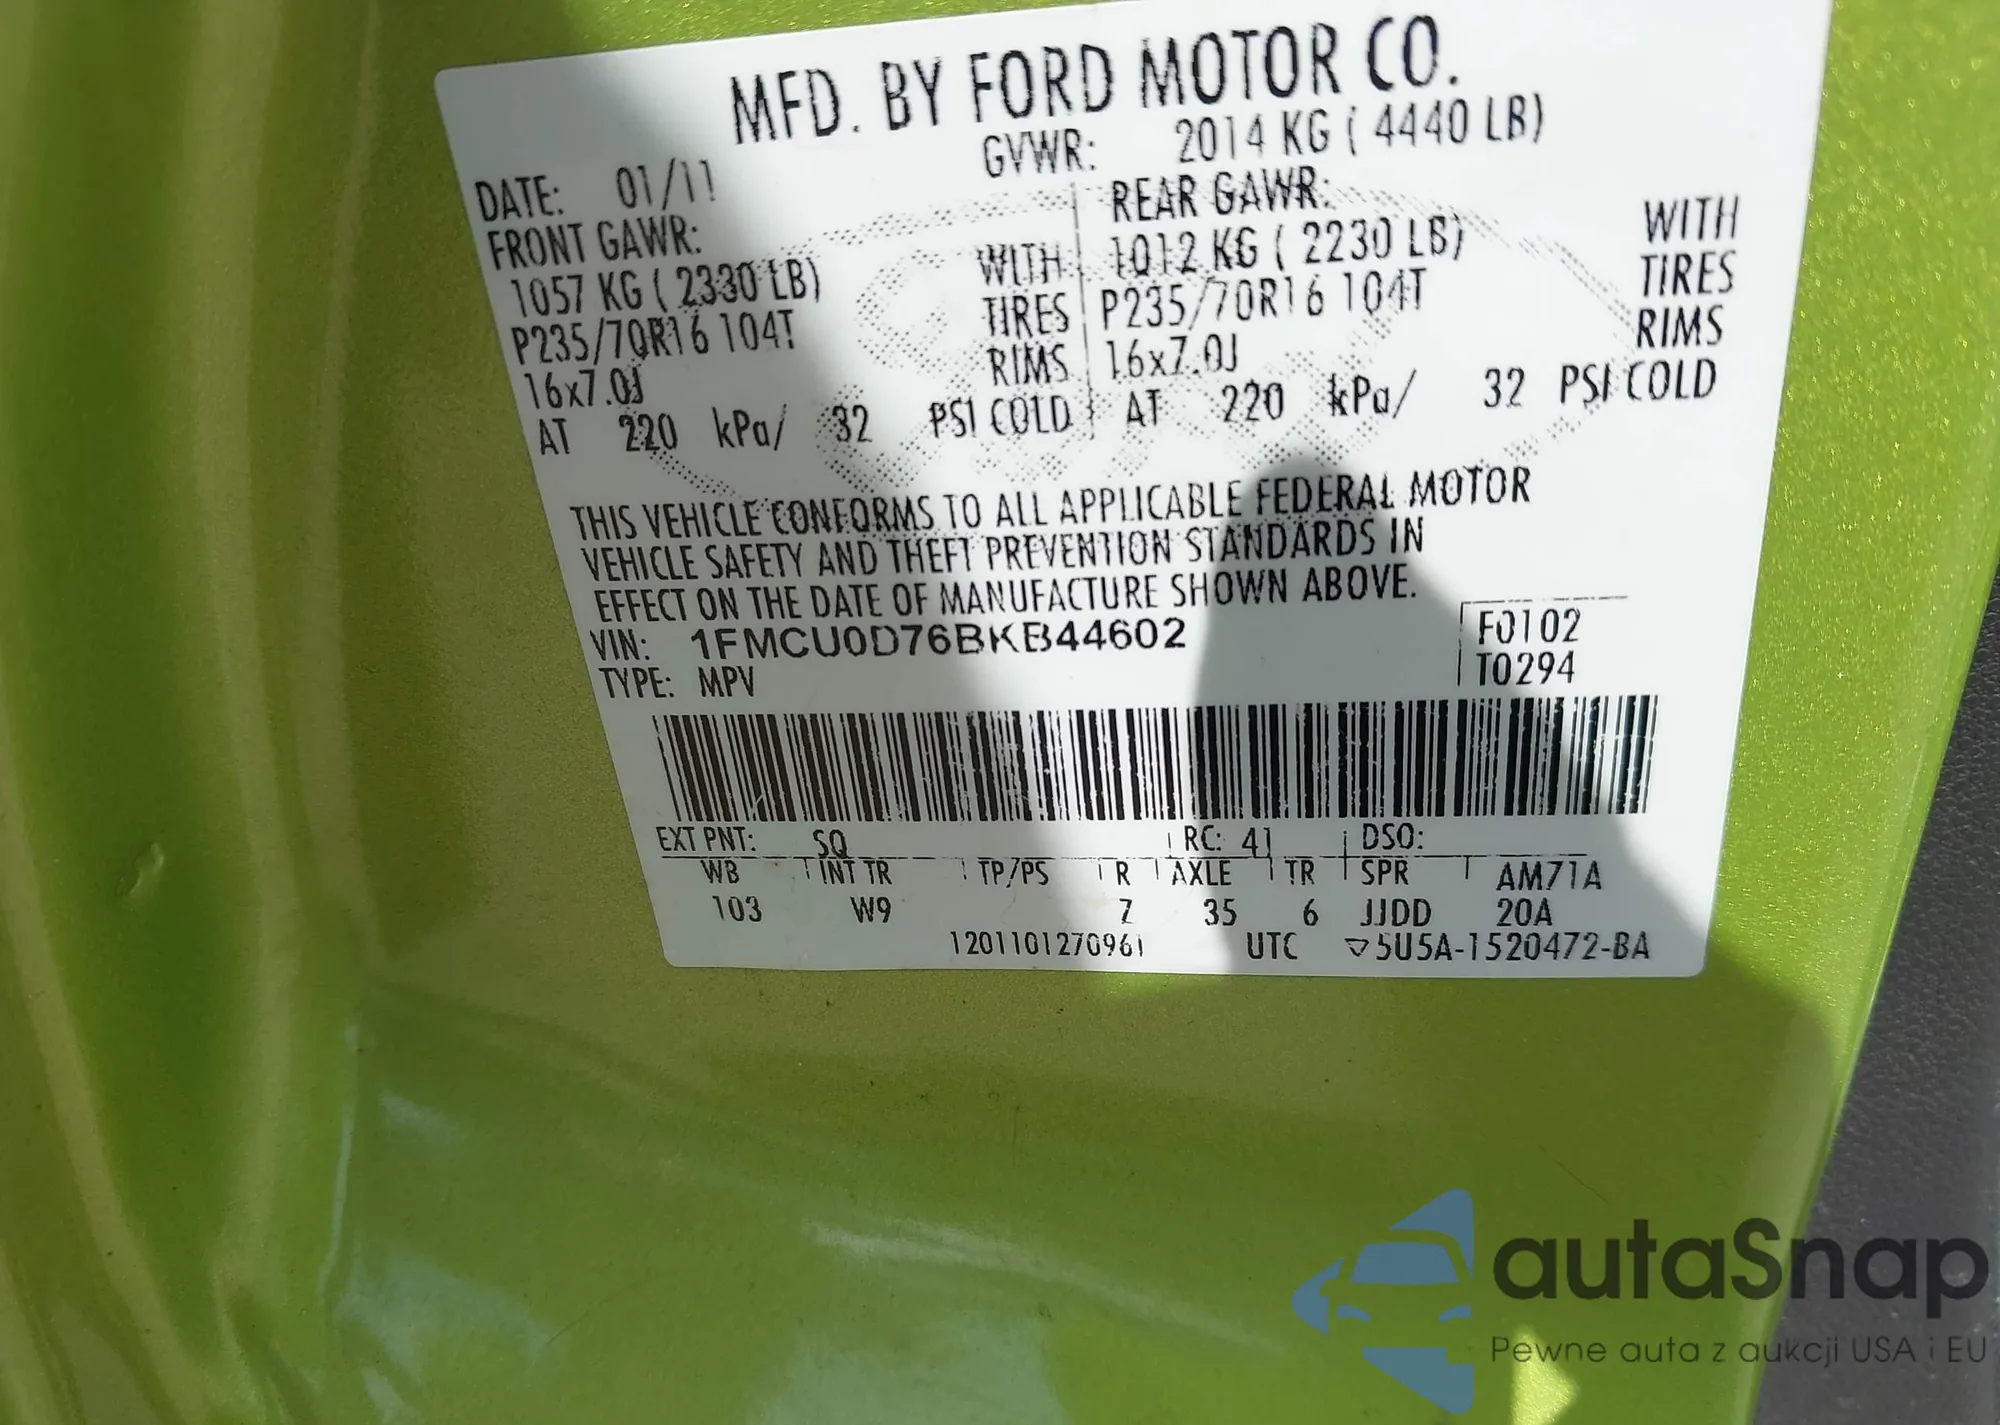 MFD. BY FORD MOTOR CO.
DATE: 01/11 GVWR: 2014 KG ( 4440 LB)
FRONT GAWR: REAR GAWR:
1057 KG ( 2330 LB) WITH 1012 KG ( 2230 LB) WITH
P235/70R16 104T TIRES P235/70R16 104T TIRES
16x7.0J RIMS 16x7.0J RIMS
AT 220 kPa/ 32 PSI COLD AT 220 kPa/ 32 PSI COLD
THIS VEHICLE CONFORMS TO ALL APPLICABLE FEDERAL MOTOR
VEHICLE SAFETY AND THEFT PREVENTION STANDARDS IN
EFFECT ON THE DATE OF MANUFACTURE SHOWN ABOVE.
VIN: 1FMCU0D76BKB44602 F0102
TYPE: MPV T0294
EXT PNT: SQ RC: 41 DSO:
WB INT TR TP/PS R AXLE TR SPR AM71A
103 W9 7 35 6 JJDD 20A
1201101270961 UTC ▽5U5A-1520472-BA
autaSnap
Pewne auta z aukcji USA i EU